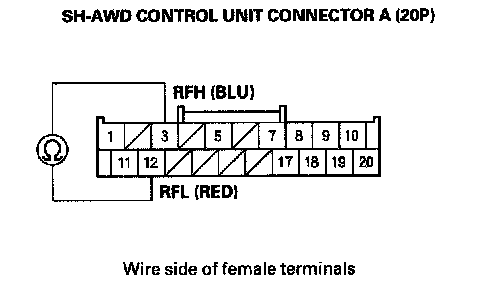 SH-AWD CONTROL UNIT CONNECTOR A (20P)
RFH (BLU)
1 3 5 7 8 9 10
Ω
11 12 17 18 19 20
RFL (RED)
Wire side of female terminals